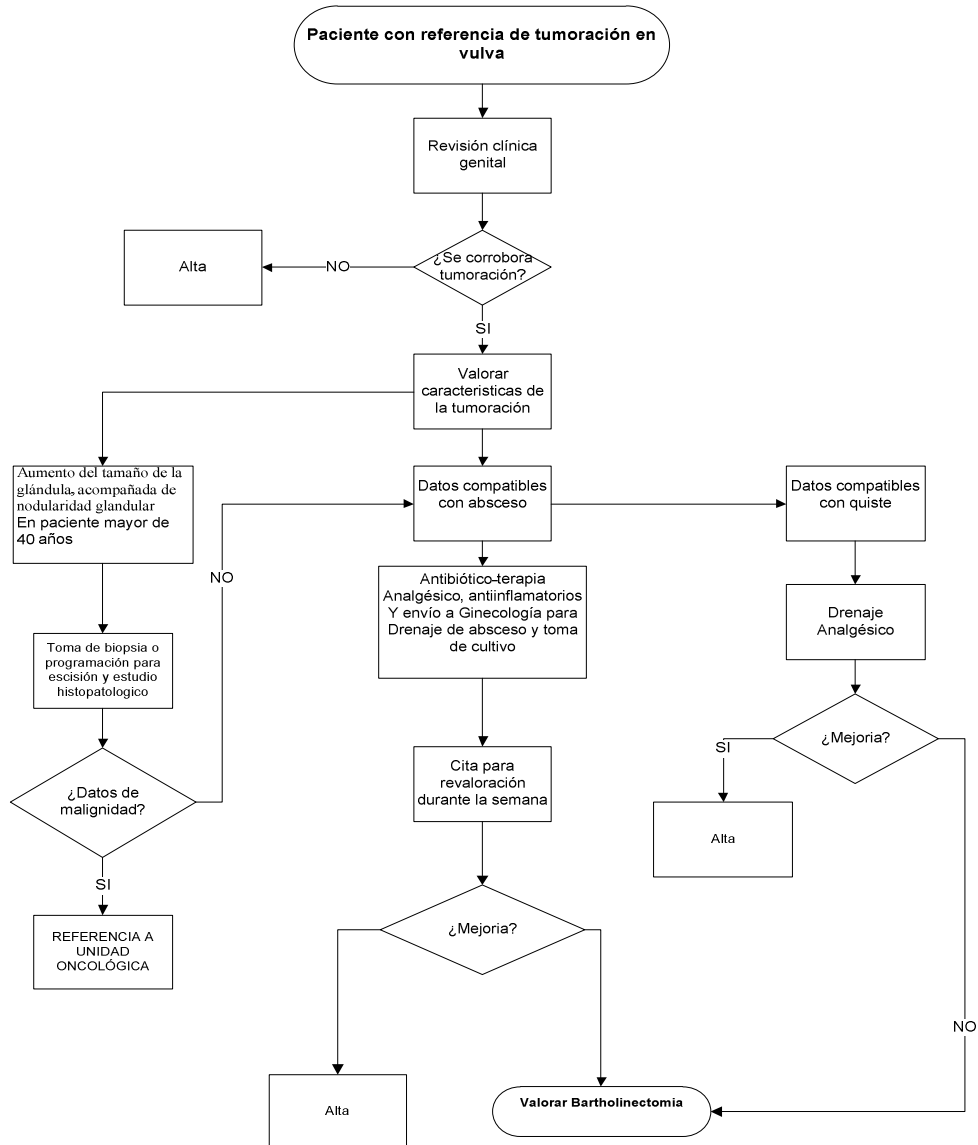 Paciente con referencia de tumoración en
vulva
Revisión clínica
genital
¿Se corrobora
tumoración?
NO
Alta
SI
Valorar
caracteristicas de
la tumoración
Aumento del tamaño de la
glándula, acompañada de
nodularidad glandular
En paciente mayor de
40 años
Datos compatibles
con absceso
Datos compatibles
con quiste
NO
Antibiótico-terapia
Analgésico, antiinflamatorios
Y envío a Ginecología para
Drenaje de absceso y toma
de cultivo
Drenaje
Analgésico
Toma de biopsia o
programación para
escisión y estudio
histopatologico
¿Mejoria?
SI
¿Datos de
malignidad?
Cita para
revaloración
durante la semana
Alta
SI
REFERENCIA A
UNIDAD
ONCOLÓGICA
¿Mejoria?
NO
Alta
Valorar Bartholinectomia